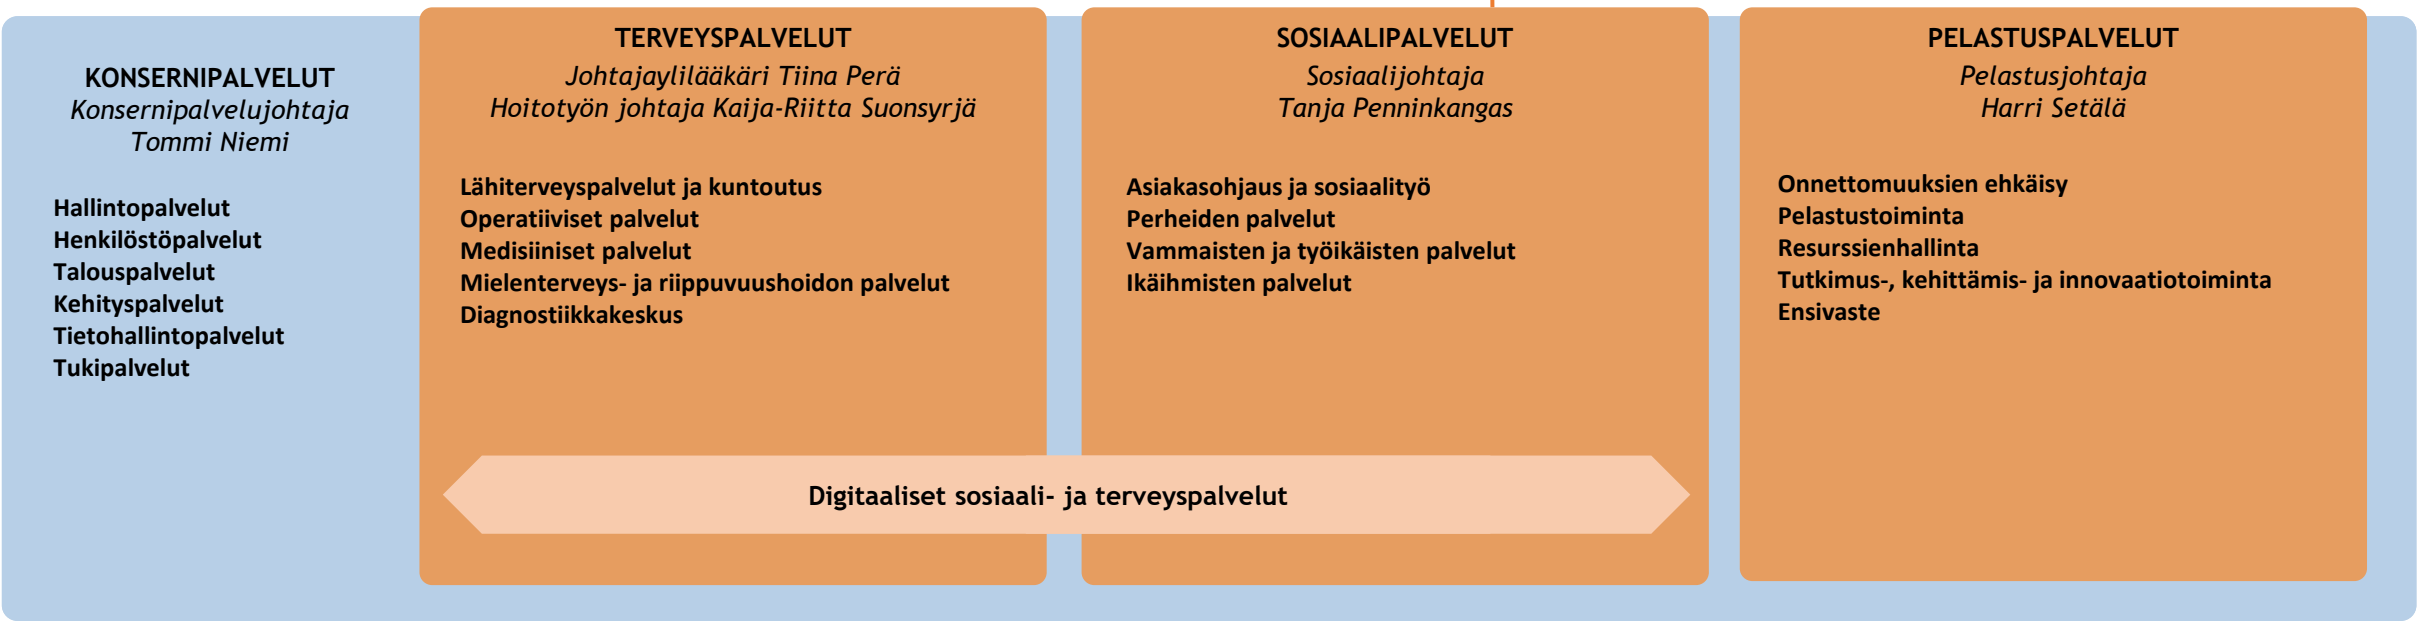 KONSERNIPALVELUT
Konsernipalvelujohtaja
Tommi Niemi
Hallintopalvelut
Henkilöstöpalvelut
Talouspalvelut
Kehityspalvelut
Tietohallintopalvelut
Tukipalvelut
TERVEYSPALVELUT
Johtajaylilääkäri Tiina Perä
Hoitotyön johtaja Kaija-Riitta Suonsyrjä
Lähiterveyspalvelut ja kuntoutus
Operatiiviset palvelut
Medisiiniset palvelut
Mielenterveys- ja riippuvuushoidon palvelut
Diagnostiikkakeskus
SOSIAALIPALVELUT
Sosiaalijohtaja
Tanja Penninkangas
Asiakasohjaus ja sosiaalityö
Perheiden palvelut
Vammaisten ja työikäisten palvelut
Ikäihmisten palvelut
PELASTUSPALVELUT
Pelastusjohtaja
Harri Setälä
Onnettomuuksien ehkäisy
Pelastustoiminta
Resurssienhallinta
Tutkimus-, kehittämis- ja innovaatiotoiminta
Ensivaste
Digitaaliset sosiaali- ja terveyspalvelut